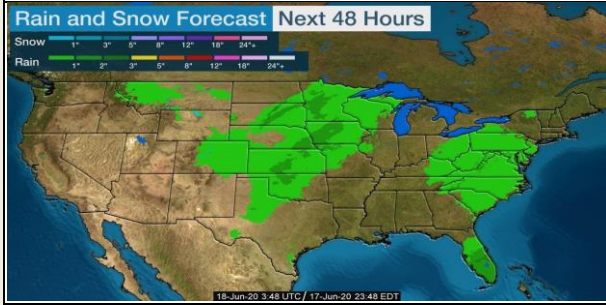 Rain and Snow Forecast Next 48 Hours
Snow 1" 3" 5" 8" 12" 18" 24"+
Rain 1" 2" 3" 5" 8" 12" 18" 24"+
18-Jun-20 3:48 UTC / 17-Jun-20 23:48 EDT